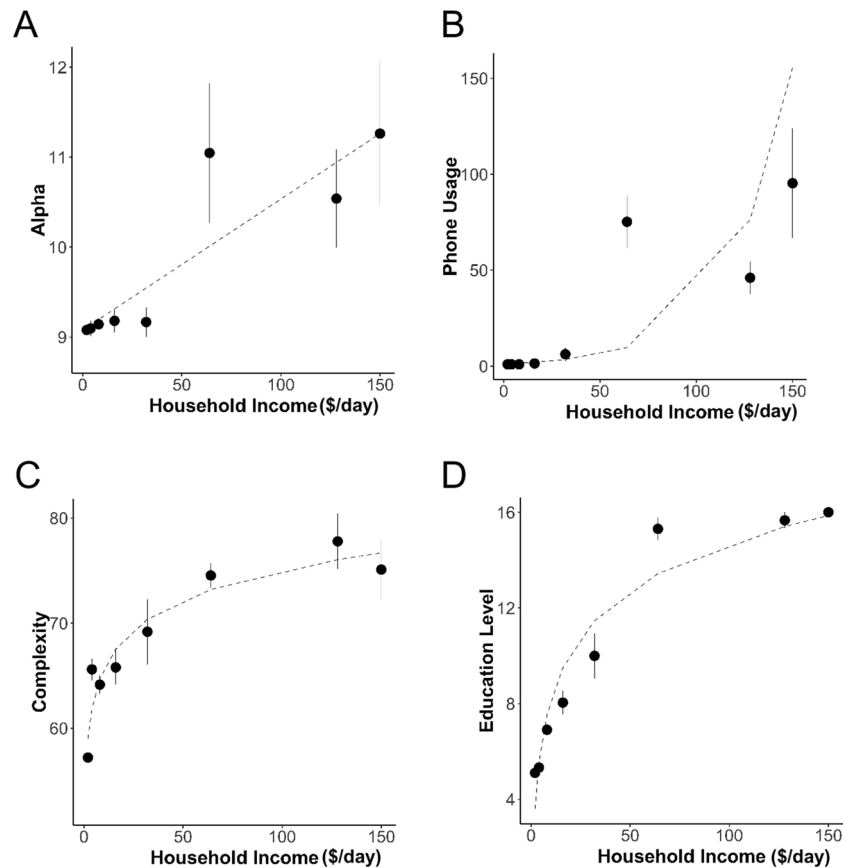 A
12
11
10
9
Alpha
0
50
100
150
Household Income ($/day)
B
150
100
50
0
Phone Usage
0
50
100
150
Household Income ($/day)
C
80
70
60
Complexity
0
50
100
150
Household Income ($/day)
D
16
12
8
4
Education Level
0
50
100
150
Household Income ($/day)